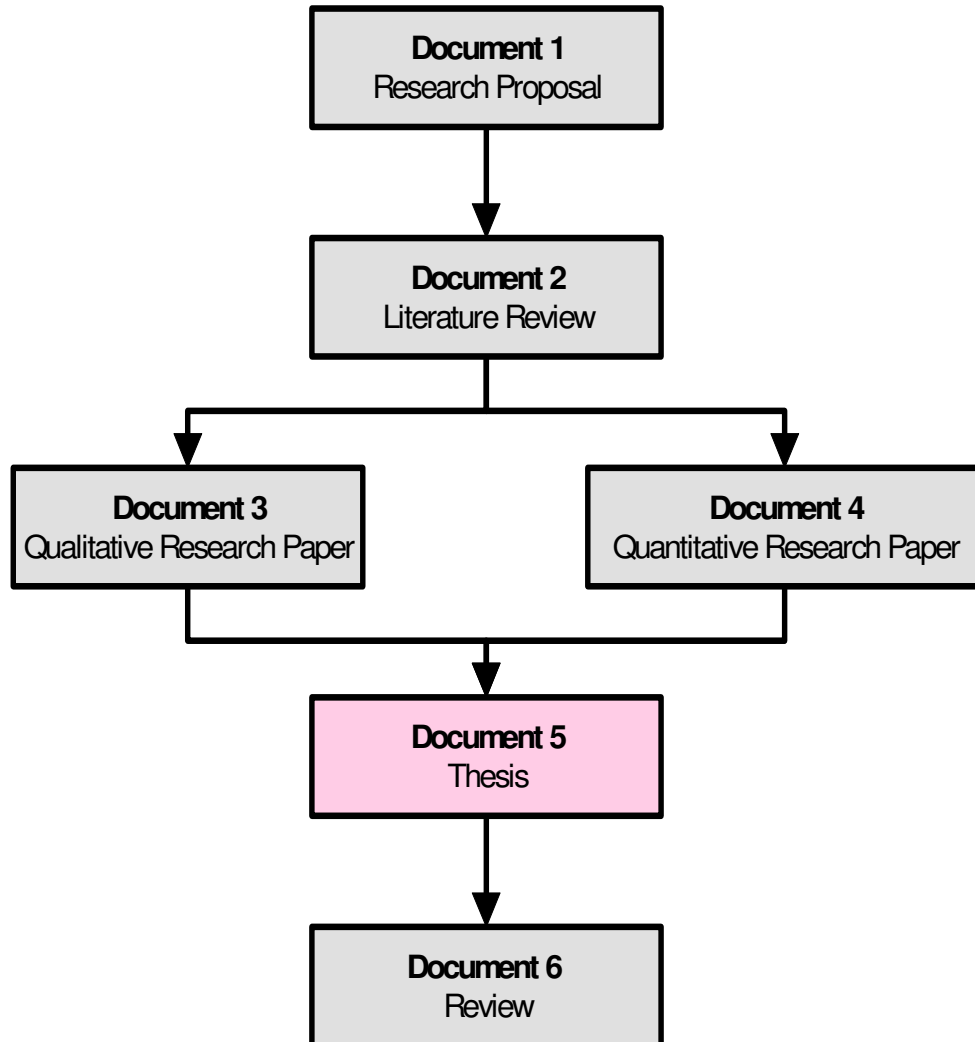 Document 1
Research Proposal
Document 2
Literature Review
Document 3
Qualitative Research Paper
Document 4
Quantitative Research Paper
Document 5
Thesis
Document 6
Review